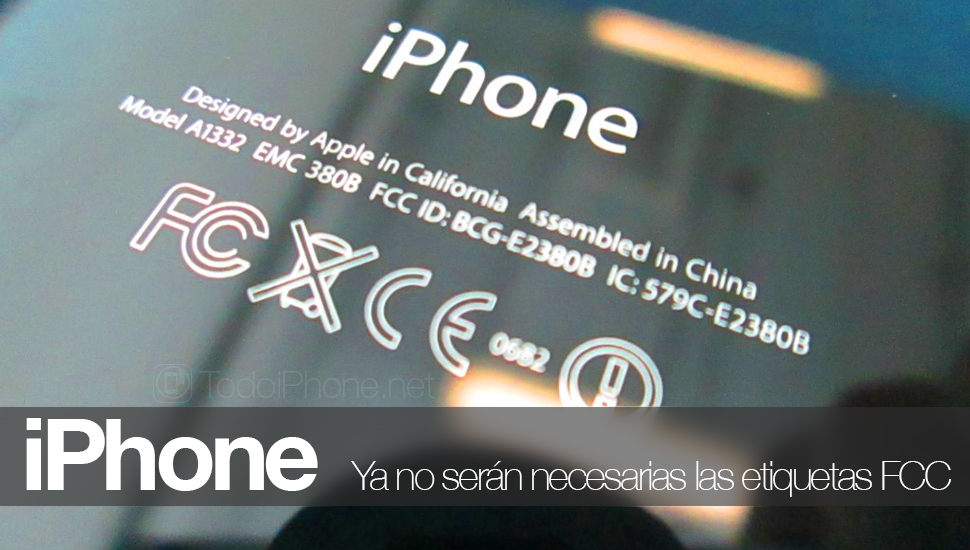 iPhone
Designed by Apple in California Assembled in China
Model A1332 EMC 380B FCC ID: BCG-E2380B IC: 579C-E2380B
FC CE 0682
© TodoiPhone.net
iPhone
Ya no serán necesarias las etiquetas FCC